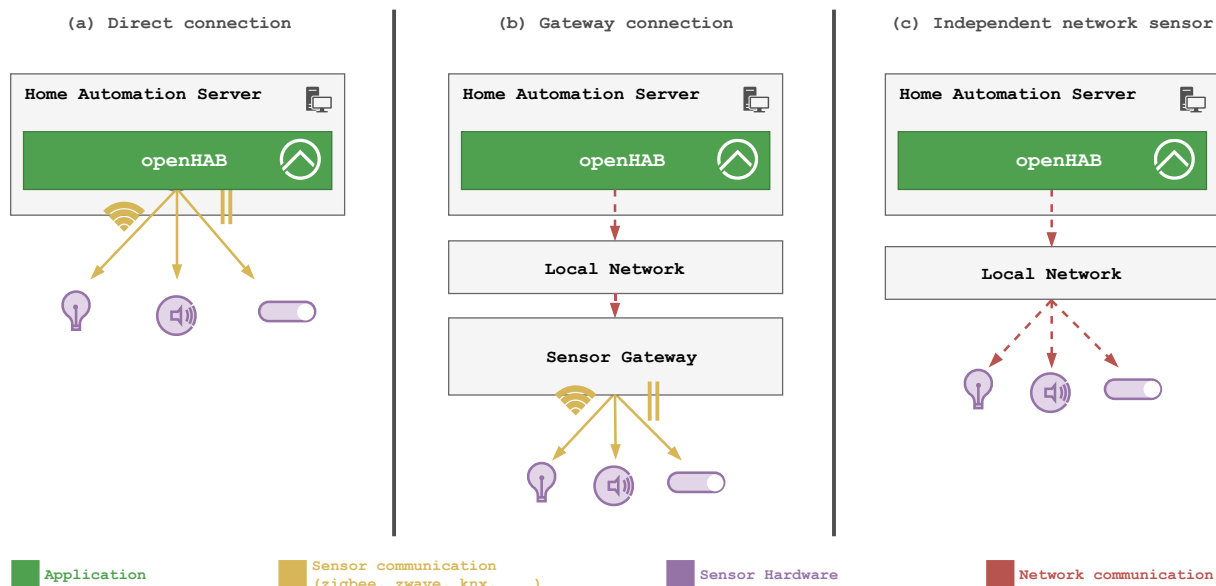 (a) Direct connection
(b) Gateway connection
(c) Independent network sensor
Home Automation Server
openHAB
Home Automation Server
openHAB
Local Network
Sensor Gateway
Home Automation Server
openHAB
Local Network
Application
Sensor communication
(zigbee, zwave, knx, ...)
Sensor Hardware
Network communication